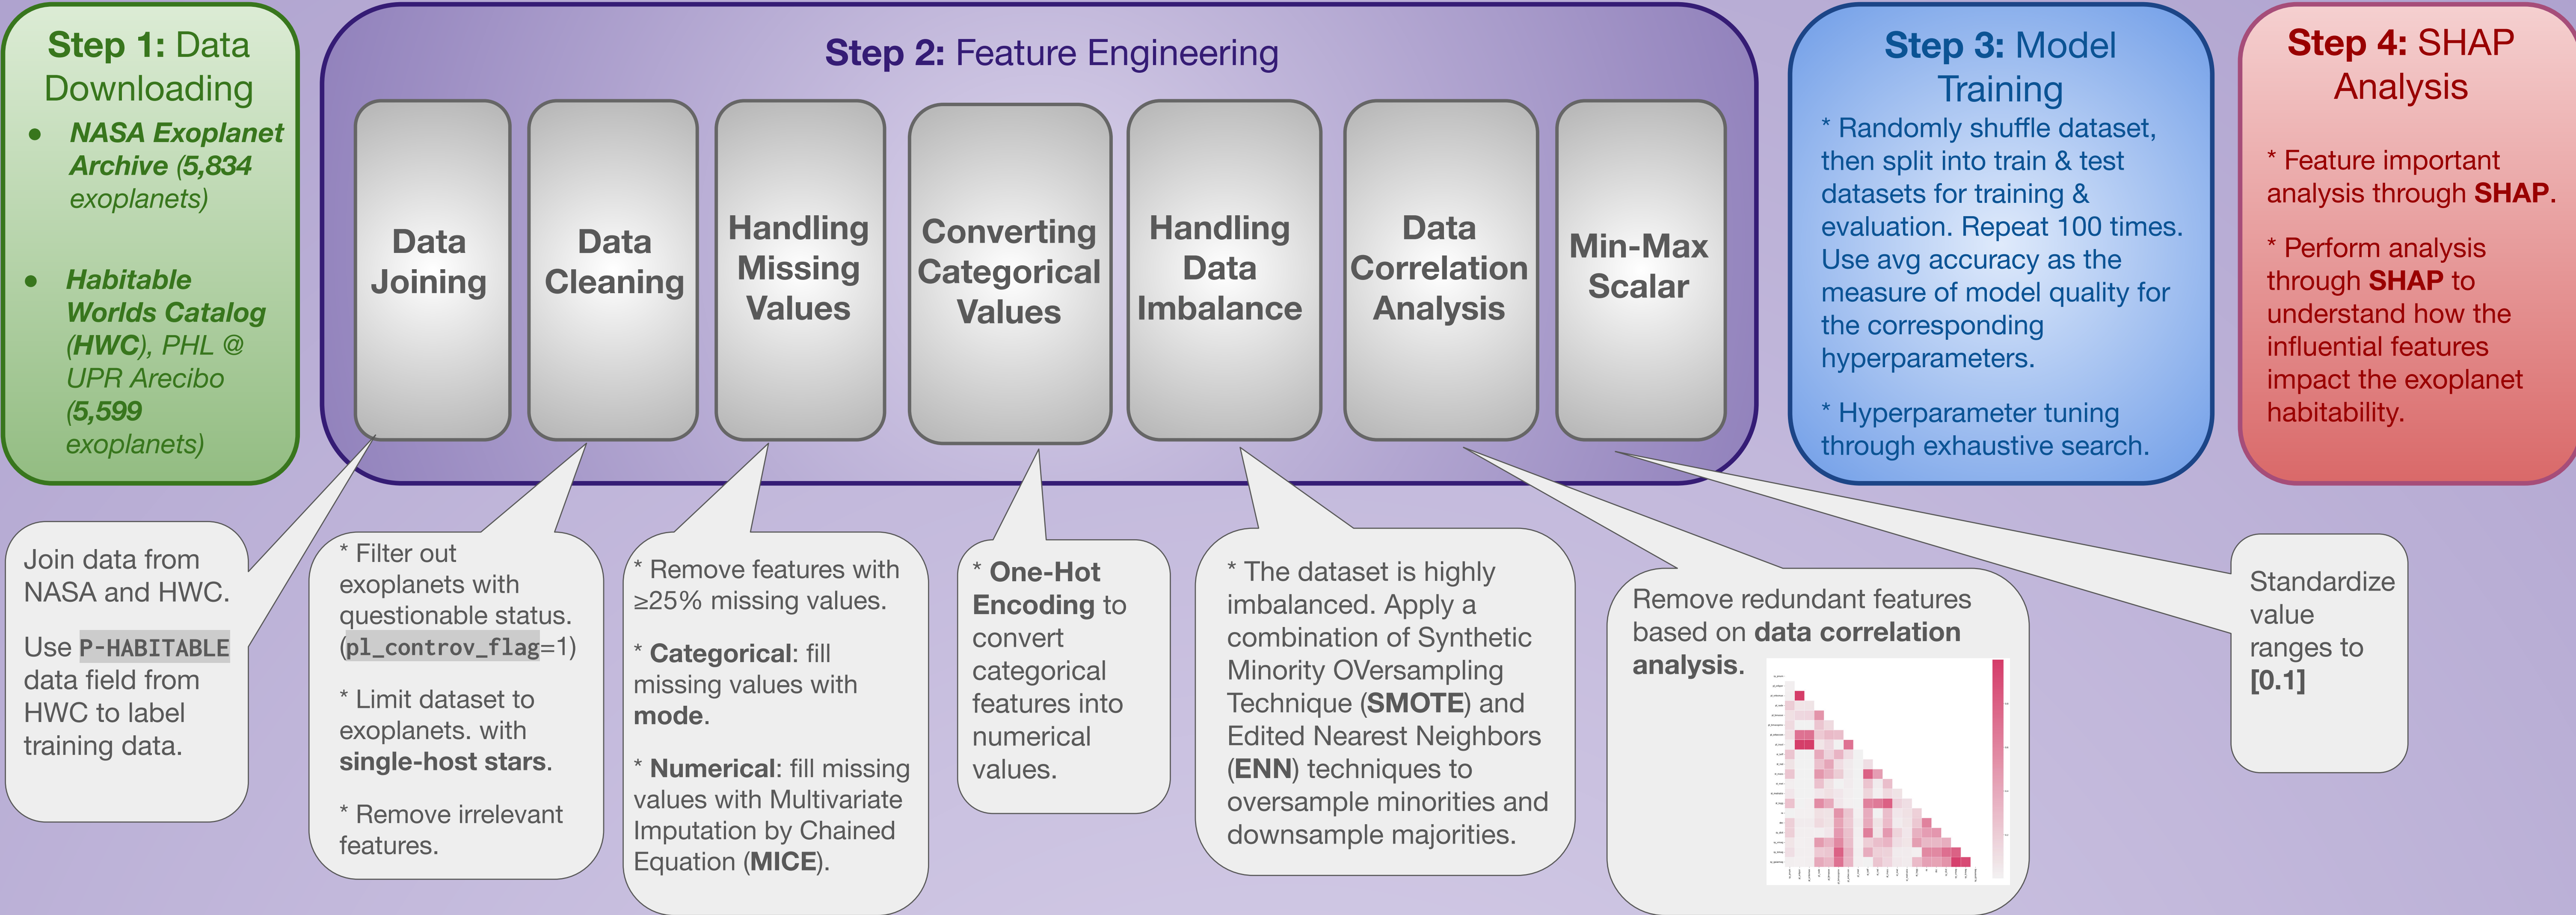 Step 1: Data
Downloading
● NASA Exoplanet
Archive (5,834
exoplanets)
● Habitable
Worlds Catalog
(HWC), PHL @
UPR Arecibo
(5,599
exoplanets)
Step 2: Feature Engineering
Data
Joining
Data
Cleaning
Handling
Missing
Values
Converting
Categorical
Values
Handling
Data
Imbalance
Data
Correlation
Analysis
Min-Max
Scalar
Step 3: Model
Training
* Randomly shuffle dataset,
then split into train & test
datasets for training &
evaluation. Repeat 100 times.
Use avg accuracy as the
measure of model quality for
the corresponding
hyperparameters.
* Hyperparameter tuning
through exhaustive search.
Step 4: SHAP
Analysis
* Feature important
analysis through SHAP.
* Perform analysis
through SHAP to
understand how the
influential features
impact the exoplanet
habitability.
Join data from
NASA and HWC.
Use P-HABITABLE
data field from
HWC to label
training data.
* Filter out
exoplanets with
questionable status.
(pl_controv_flag=1)
* Limit dataset to
exoplanets. with
single-host stars.
* Remove irrelevant
features.
* Remove features with
≥25% missing values.
* Categorical: fill
missing values with
mode.
* Numerical: fill missing
values with Multivariate
Imputation by Chained
Equation (MICE).
* One-Hot
Encoding to
convert
categorical
features into
numerical
values.
* The dataset is highly
imbalanced. Apply a
combination of Synthetic
Minority OVersampling
Technique (SMOTE) and
Edited Nearest Neighbors
(ENN) techniques to
oversample minorities and
downsample majorities.
Remove redundant features
based on data correlation
analysis.
Standardize
value
ranges to
[0.1]